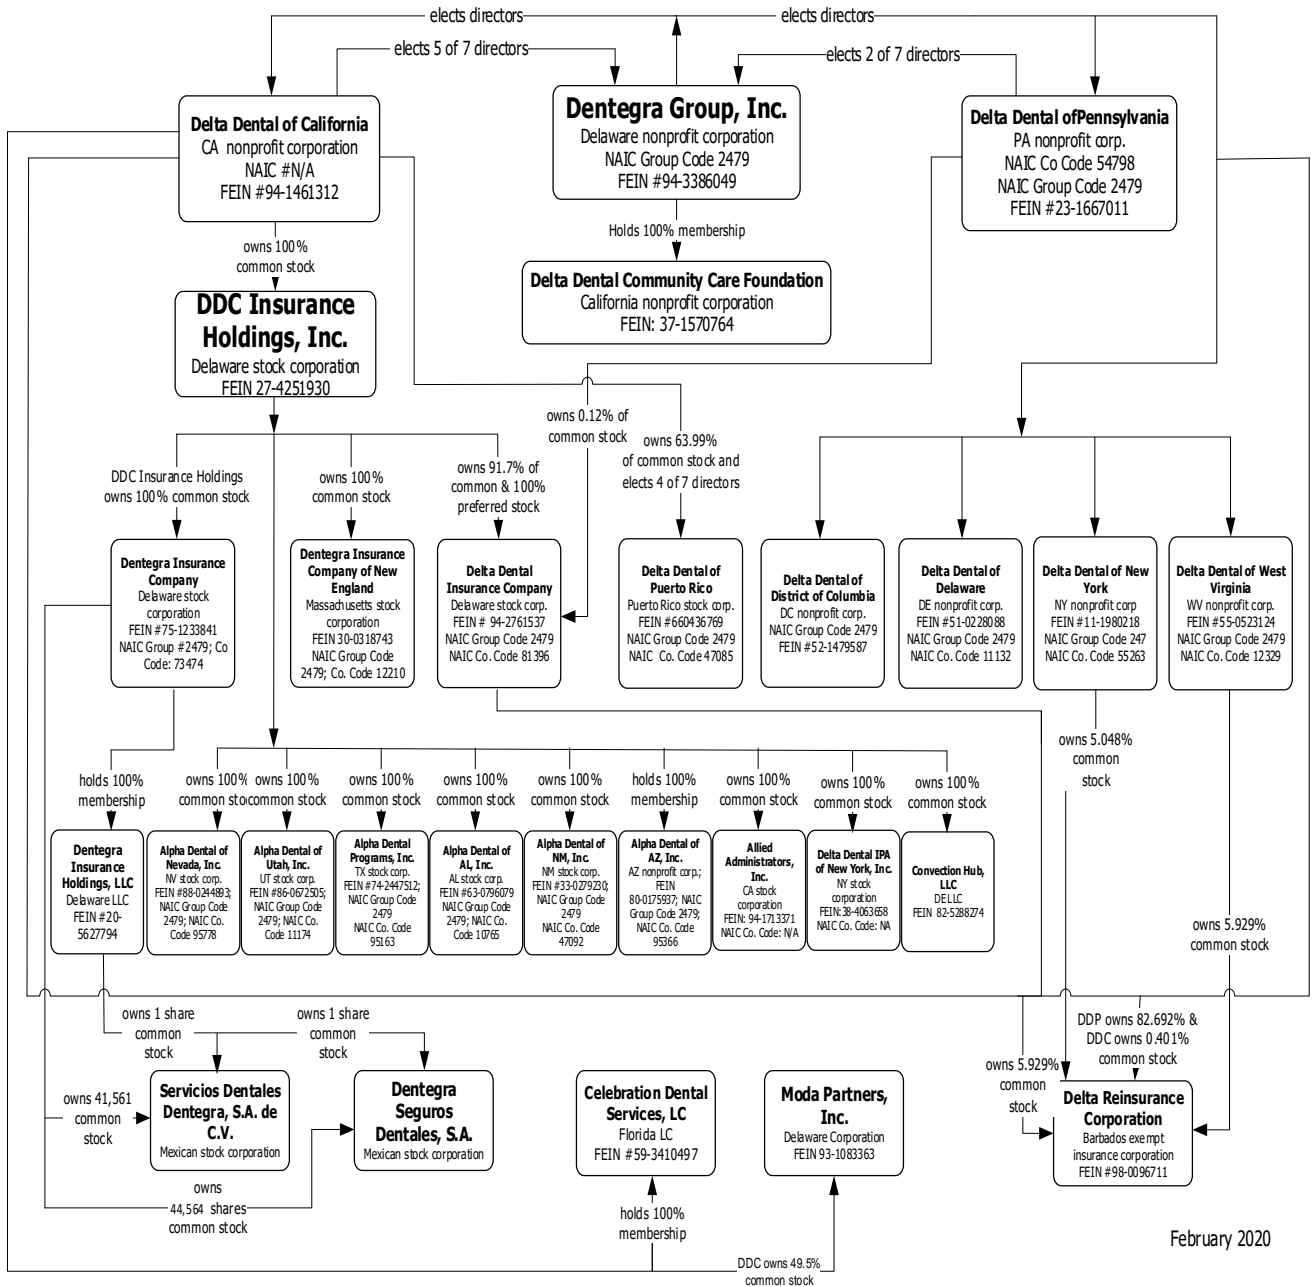 elects directors
elects directors
elects 5 of 7 directors
elects 2 of 7 directors
Delta Dental of California
CA nonprofit corporation
NAIC #N/A
FEIN #94-1461312
Dentegra Group, Inc.
Delaware nonprofit corporation
NAIC Group Code 2479
FEIN #94-3386049
Delta Dental ofPennsylvania
PA nonprofit corp.
NAIC Co Code 54798
NAIC Group Code 2479
FEIN #23-1667011
owns 100%
common stock
Holds 100% membership
DDC Insurance
Holdings, Inc.
Delaware stock corporation
FEIN 27-4251930
Delta Dental Community Care Foundation
California nonprofit corporation
FEIN: 37-1570764
DDC Insurance Holdings
owns 100% common stock
owns 100%
common stock
owns 91.7% of
common & 100%
preferred stock
owns 0.12% of
common stock
owns 63.99%
of common stock and
elects 4 of 7 directors
Dentegra Insurance
Company
Delaware stock
corporation
FEIN #75-1233841
NAIC Group #2479; Co
Code: 73474
Dentegra Insurance
Company of New
England
Massachusetts stock
corporation
FEIN 30-0318743
NAIC Group Code
2479; Co. Code 12210
Delta Dental
Insurance Company
Delaware stock corp.
FEIN # 94-2761537
NAIC Group Code 2479
NAIC Co. Code 81396
Delta Dental of
Puerto Rico
Puerto Rico stock corp.
FEIN #660436769
NAIC Group Code 2479
NAIC Co. Code 47085
Delta Dental of
District of Columbia
DC nonprofit corp.
NAIC Group Code 2479
FEIN #52-1479587
Delta Dental of
Delaware
DE nonprofit corp.
FEIN #51-0228088
NAIC Group Code 2479
NAIC Co. Code 11132
Delta Dental of New
York
NY nonprofit corp
FEIN #11-1980218
NAIC Group Code 247
NAIC Co. Code 55263
Delta Dental of West
Virginia
WV nonprofit corp.
FEIN #55-0523124
NAIC Group Code 2479
NAIC Co. Code 12329
holds 100%
membership
owns 100%
common stock
owns 100%
common stock
owns 100%
common stock
owns 100%
common stock
owns 100%
common stock
holds 100%
membership
owns 100%
common stock
owns 100%
common stock
owns 100%
common stock
owns 5.048%
common
stock
Dentegra
Insurance
Holdings, LLC
Delaware LLC
FEIN #20-
5627794
Alpha Dental of
Nevada, Inc.
NV stock corp.
FEIN #88-0244893;
NAIC Group Code
2479; NAIC Co.
Code 95778
Alpha Dental of
Utah, Inc.
UT stock corp.
FEIN #86-0672505;
NAIC Group Code
2479; NAIC Co.
Code 11174
Alpha Dental
Programs, Inc.
TX stock corp.
FEIN #74-2447512;
NAIC Group Code
2479
NAIC Co. Code
95163
Alpha Dental of
AL, Inc.
AL stock corp.
FEIN #63-0796079
NAIC Group Code
2479; NAIC Co.
Code 10765
Alpha Dental of
NM, Inc.
NM stock corp.
FEIN #33-0279230;
NAIC Group Code
2479
NAIC Co. Code
47092
Alpha Dental of
AZ, Inc.
AZ nonprofit corp.;
FEIN
80-0175937; NAIC
Group Code 2479;
NAIC Co. Code
95366
Allied
Administrators,
Inc.
CA stock
corporation
FEIN: 94-1713371
NAIC Co. Code: N/A
Delta Dental IPA
of New York, Inc.
NY stock
corporation
FEIN:38-4063658
NAIC Co. Code: NA
Convection Hub,
LLC
DE LLC
FEIN 82-5288274
owns 5.929%
common stock
owns 1 share
common
stock
owns 1 share
common
stock
DDP owns 82.692% &
DDC owns 0.401%
common stock
owns 5.929%
common
stock
owns 41,561
common
stock
Servicios Dentales
Dentegra, S.A. de
C.V.
Mexican stock corporation
Dentegra
Seguros
Dentales, S.A.
Mexican stock corporation
Celebration Dental
Services, LC
Florida LC
FEIN #59-3410497
Moda Partners,
Inc.
Delaware Corporation
FEIN 93-1083363
Delta Reinsurance
Corporation
Barbados exempt
insurance corporation
FEIN #98-0096711
owns
44,564 shares
common stock
holds 100%
membership
DDC owns 49.5%
common stock
February 2020